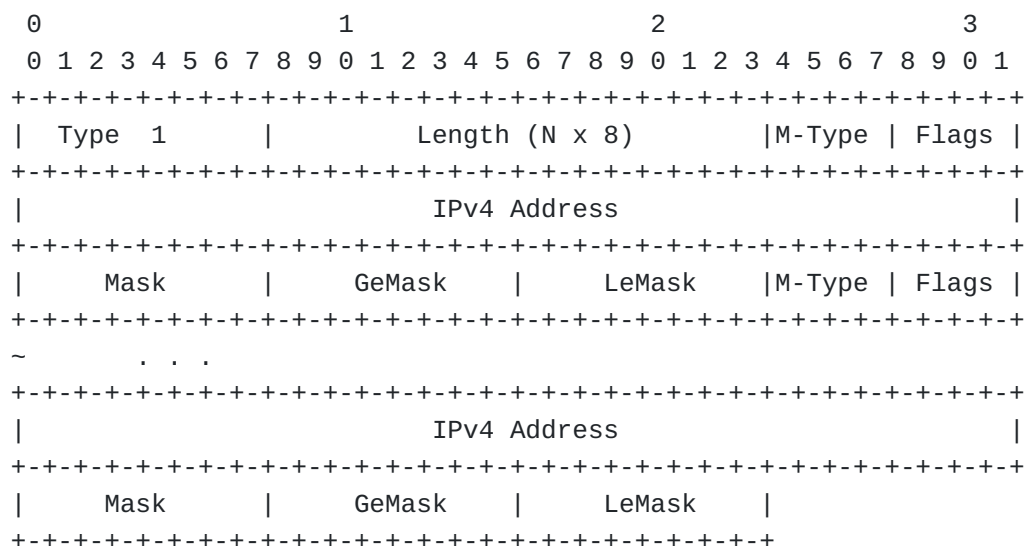 0                   1                   2                   3
 0 1 2 3 4 5 6 7 8 9 0 1 2 3 4 5 6 7 8 9 0 1 2 3 4 5 6 7 8 9 0 1
+-+-+-+-+-+-+-+-+-+-+-+-+-+-+-+-+-+-+-+-+-+-+-+-+-+-+-+-+-+-+-+-+
|  Type  1      |         Length (N x 8)        |M-Type | Flags |
+-+-+-+-+-+-+-+-+-+-+-+-+-+-+-+-+-+-+-+-+-+-+-+-+-+-+-+-+-+-+-+-+
|                          IPv4 Address                         |
+-+-+-+-+-+-+-+-+-+-+-+-+-+-+-+-+-+-+-+-+-+-+-+-+-+-+-+-+-+-+-+-+
|     Mask      |     GeMask    |     LeMask    |M-Type | Flags |
+-+-+-+-+-+-+-+-+-+-+-+-+-+-+-+-+-+-+-+-+-+-+-+-+-+-+-+-+-+-+-+-+
~       . . .
+-+-+-+-+-+-+-+-+-+-+-+-+-+-+-+-+-+-+-+-+-+-+-+-+-+-+-+-+-+-+-+-+
|                          IPv4 Address                         |
+-+-+-+-+-+-+-+-+-+-+-+-+-+-+-+-+-+-+-+-+-+-+-+-+-+-+-+-+-+-+-+-+
|     Mask      |     GeMask    |     LeMask    |
+-+-+-+-+-+-+-+-+-+-+-+-+-+-+-+-+-+-+-+-+-+-+-+-+